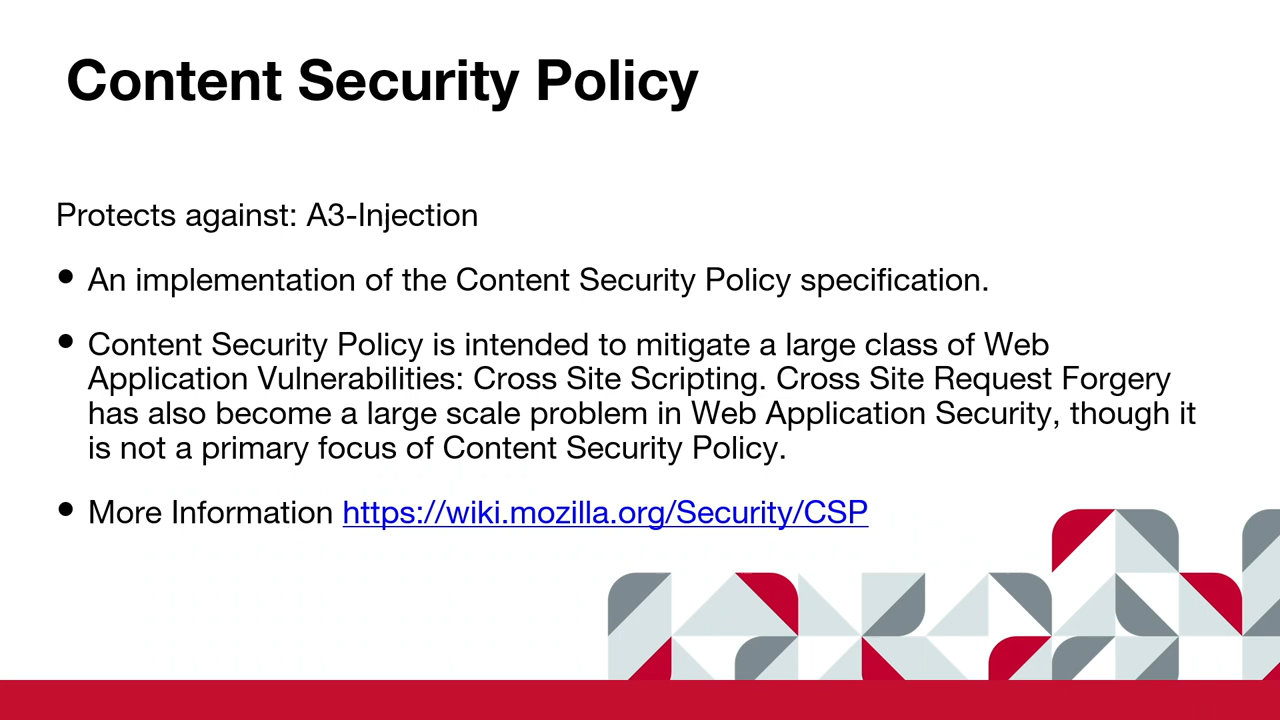 Content Security Policy
Protects against: A3-Injection
• An implementation of the Content Security Policy specification.
• Content Security Policy is intended to mitigate a large class of Web
Application Vulnerabilities: Cross Site Scripting. Cross Site Request Forgery
has also become a large scale problem in Web Application Security, though it
is not a primary focus of Content Security Policy.
• More Information https://wiki.mozilla.org/Security/CSP